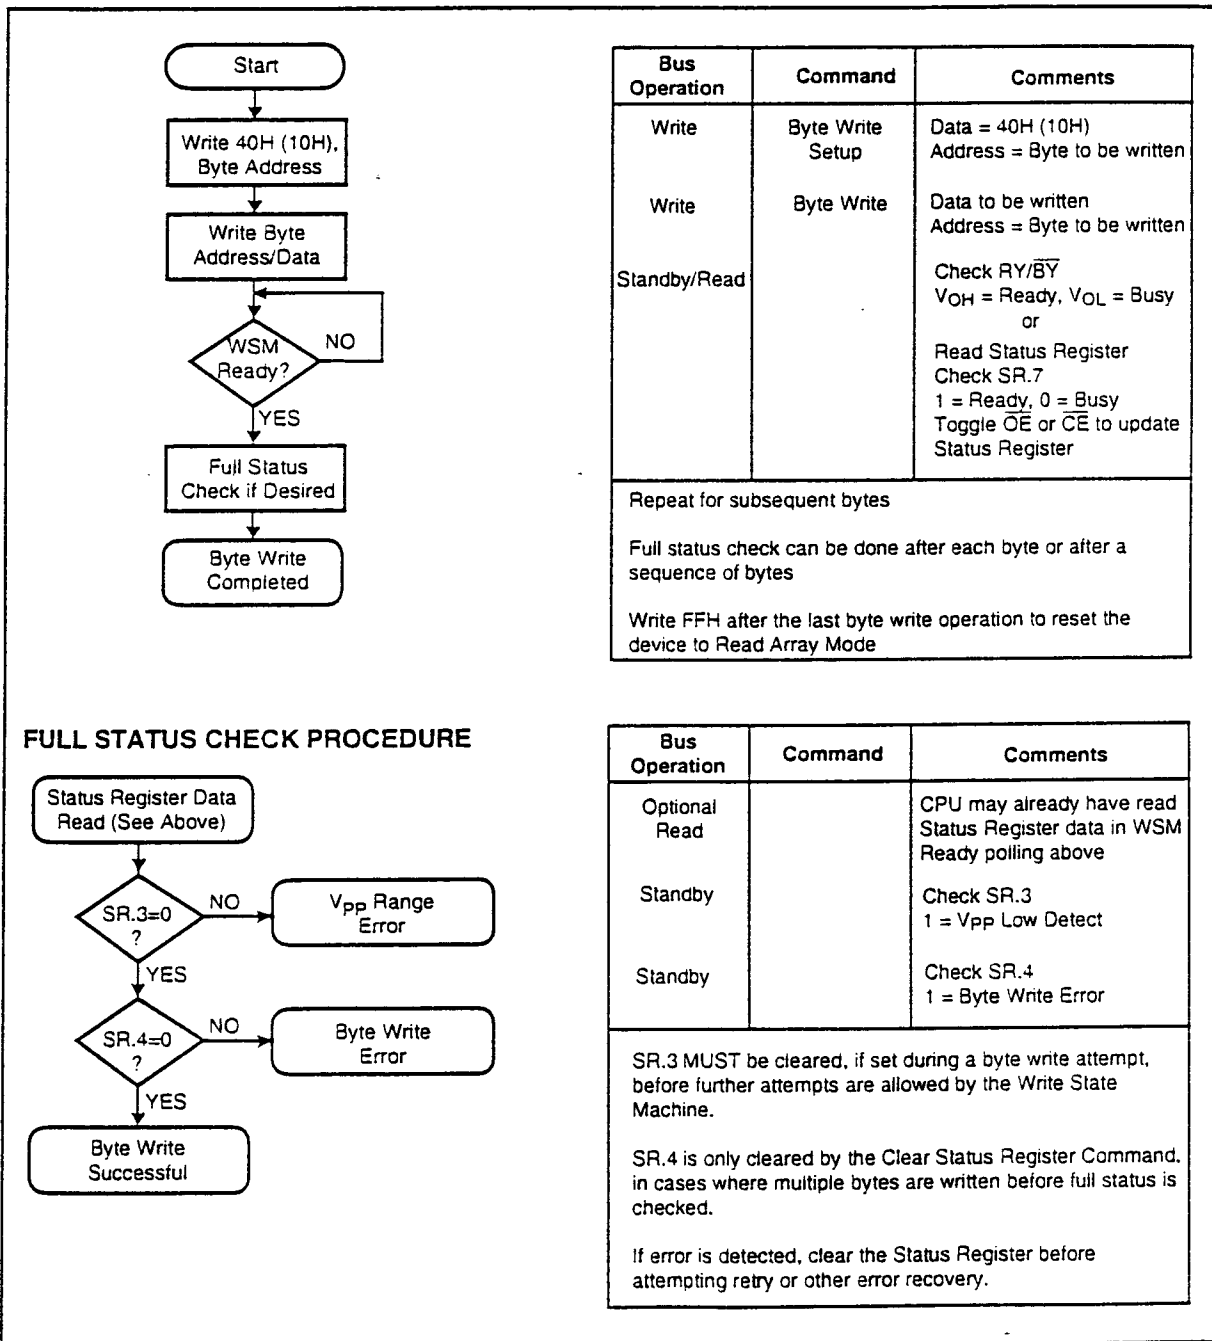 Start
Write 40H (10H),
Byte Address
Write Byte
Address/Data
WSM
Ready?
NO
YES
Full Status
Check if Desired
Byte Write
Completed
Bus
Operation
Command
Comments
Write
Byte Write
Setup
Data = 40H (10H)
Address = Byte to be written
Write
Byte Write
Data to be written
Address = Byte to be written
Standby/Read
Check RY/B̅Y̅
VOH = Ready, VOL = Busy
or
Read Status Register
Check SR.7
1 = Ready, 0 = Busy
Toggle O̅E̅ or C̅E̅ to update
Status Register
Repeat for subsequent bytes
Full status check can be done after each byte or after a
sequence of bytes
Write FFH after the last byte write operation to reset the
device to Read Array Mode
FULL STATUS CHECK PROCEDURE
Status Register Data
Read (See Above)
SR.3=0
?
NO
VPP Range
Error
YES
SR.4=0
?
NO
Byte Write
Error
YES
Byte Write
Successful
Bus
Operation
Command
Comments
Optional
Read
CPU may already have read
Status Register data in WSM
Ready polling above
Standby
Check SR.3
1 = VPP Low Detect
Standby
Check SR.4
1 = Byte Write Error
SR.3 MUST be cleared, if set during a byte write attempt,
before further attempts are allowed by the Write State
Machine.
SR.4 is only cleared by the Clear Status Register Command,
in cases where multiple bytes are written before full status is
checked.
If error is detected, clear the Status Register before
attempting retry or other error recovery.